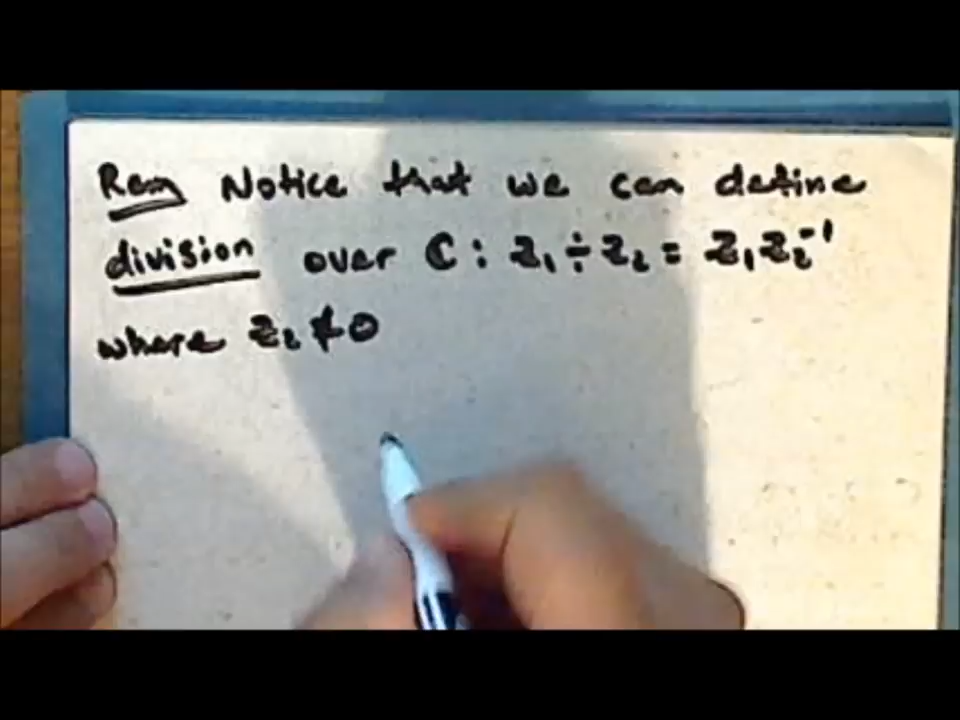 Rem Notice that we can define
division over ℂ: z₁ ÷ z₂ = z₁z₂⁻¹
where z₂ ≠ 0